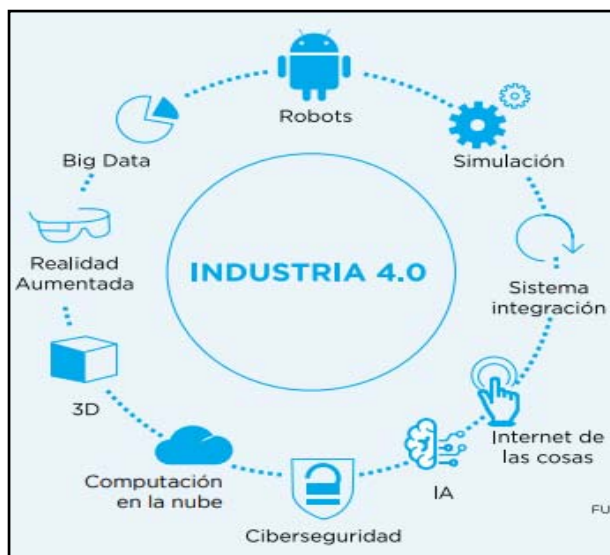 Robots
Big Data
Simulación
Realidad
Aumentada
INDUSTRIA 4.0
Sistema
integración
3D
Internet de
las cosas
Computación
en la nube
IA
Ciberseguridad
FU